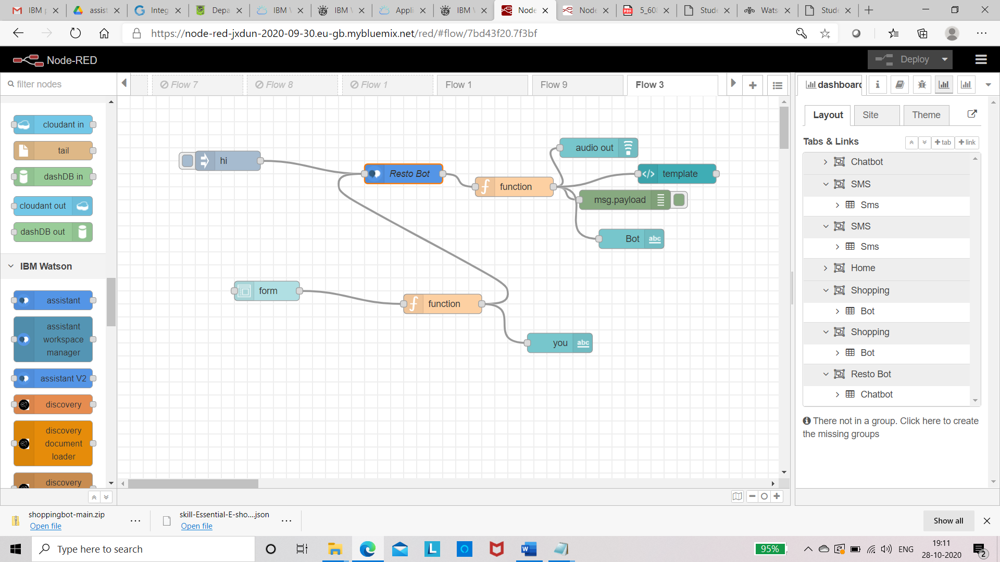 IBM p
assist
Integ
Depa
IBM W
IBM W
Appli
IBM W
Node
Node
PDF
5_608
Stude
Wats
Stude
https://node-red-jxdun-2020-09-30.eu-gb.mybluemix.net/red/#flow/7bd43f20.7f3bf
Node-RED
Deploy
filter nodes
Flow 7
Flow 8
Flow 1
Flow 1
Flow 9
Flow 3
dashboard
i
cloudant in
tail
dashDB in
cloudant out
dashDB out
IBM Watson
assistant
assistant
workspace
manager
assistant V2
discovery
discovery
document
loader
discovery
hi
Resto Bot
function
audio out
template
msg.payload
Bot
abc
form
function
you
abc
Layout
Site
Theme
Tabs & Links
+ tab
+ link
Chatbot
SMS
Sms
SMS
Sms
Home
Shopping
Bot
Shopping
Bot
Resto Bot
Chatbot
There not in a group. Click here to create
the missing groups
shoppingbot-main.zip
Open file
skill-Essential-E-sho....json
Open file
Show all
Type here to search
L
W
95%
ENG
19:11
28-10-2020
2